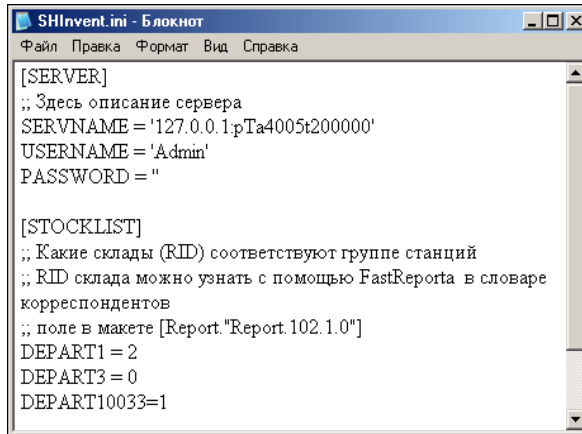 SHInvent.ini - Блокнот
Файл Правка Формат Вид Справка
[SERVER]
;; Здесь описание сервера
SERVNAME = '127.0.0.1:pTa4005t200000'
USERNAME = 'Admin'
PASSWORD = ''
[STOCKLIST]
;; Какие склады (RID) соответствуют группе станций
;; RID склада можно узнать с помощью FastReporta в словаре
корреспондентов
;; поле в макете [Report."Report.102.1.0"]
DEPART1 = 2
DEPART3 = 0
DEPART10033=1